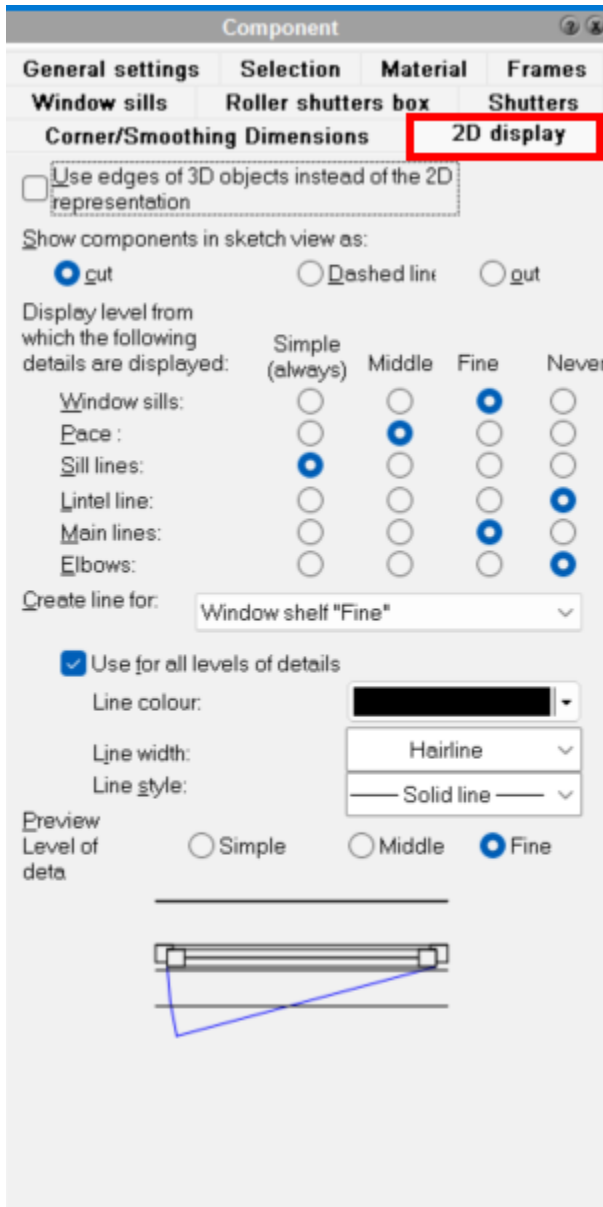 Component
General settings Selection Material Frames
Window sills Roller shutters box Shutters
Corner/Smoothing Dimensions 2D display
Use edges of 3D objects instead of the 2D
representation
Show components in sketch view as:
cut Dashed line out
Display level from
which the following
details are displayed:
Simple
(always) Middle Fine Never
Window sills:
Pace :
Sill lines:
Lintel line:
Main lines:
Elbows:
Create line for: Window shelf "Fine"
Use for all levels of details
Line colour:
Line width: Hairline
Line style: Solid line
Preview
Level of
deta
Simple Middle Fine